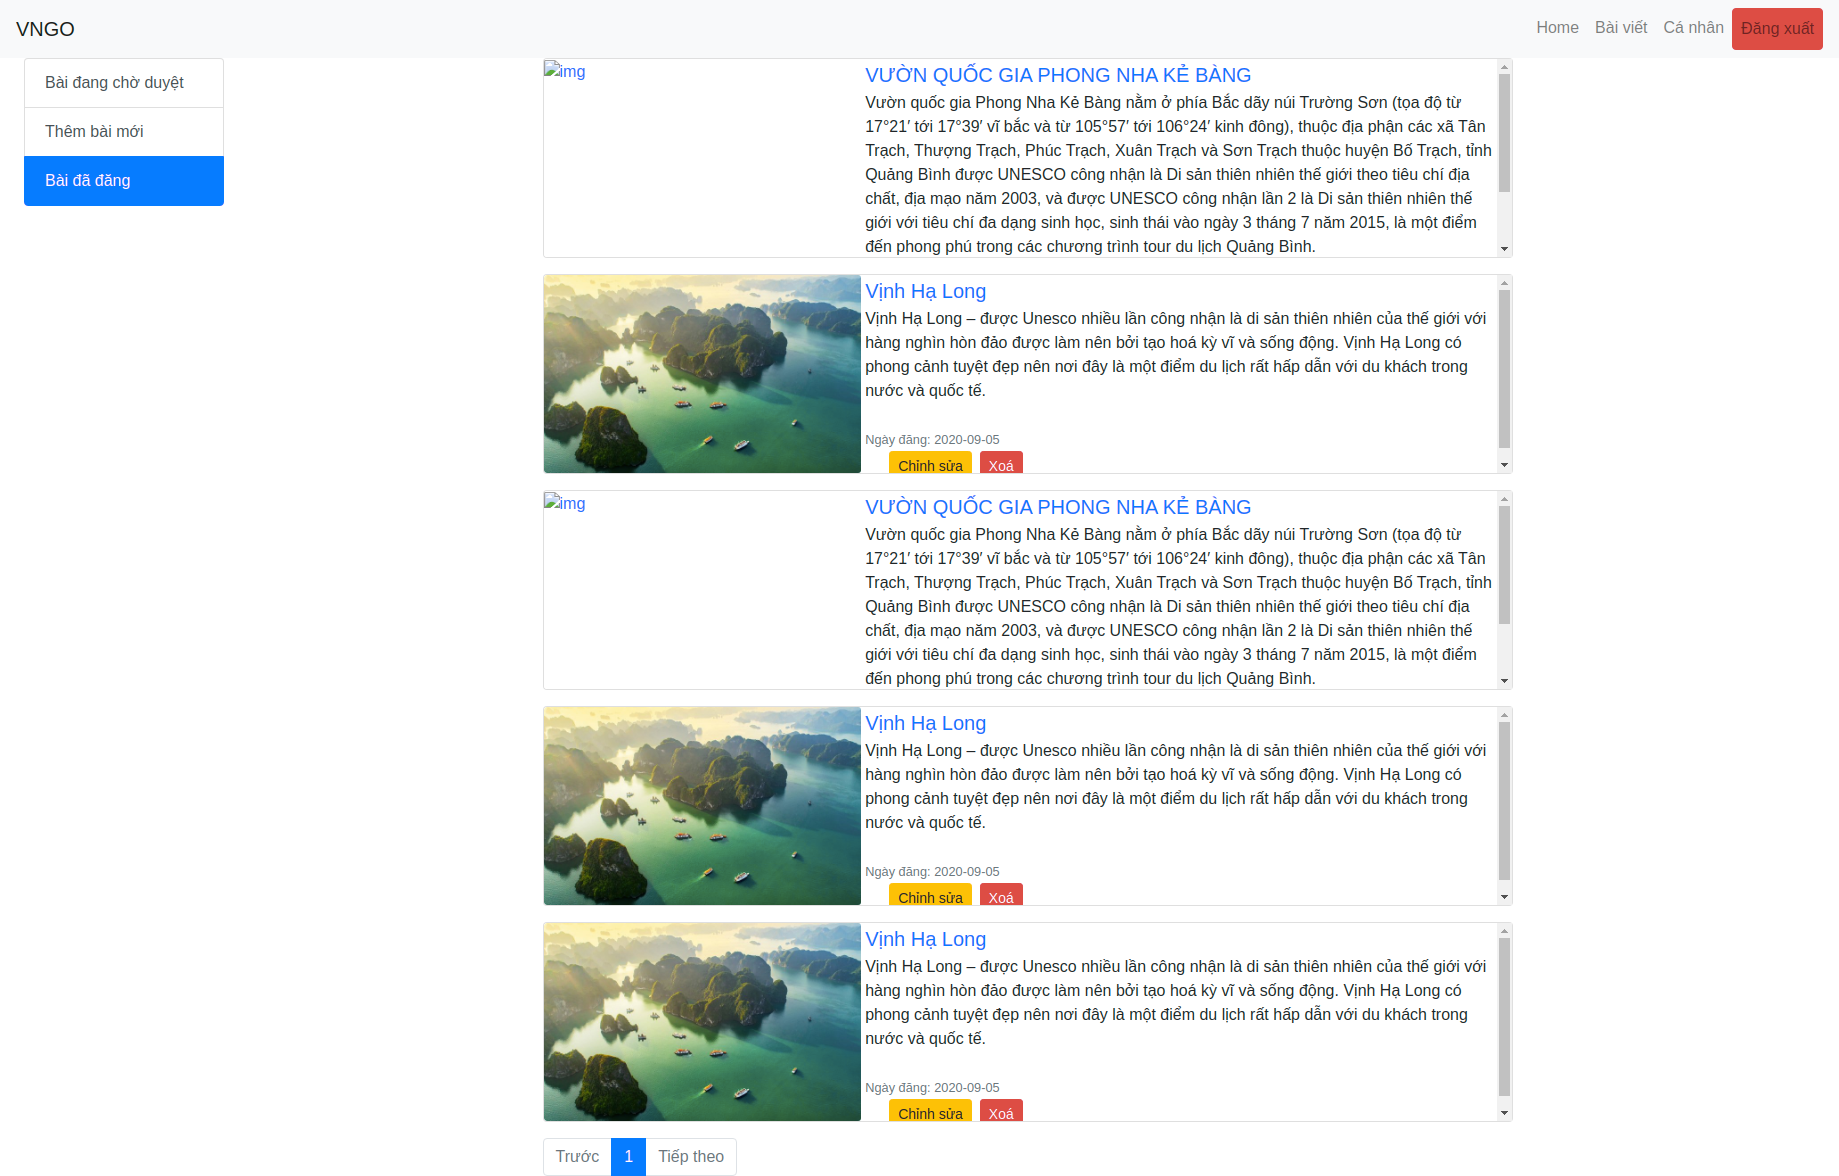 VNGO
Home
Bài viết
Cá nhân
Đăng xuất
Bài đang chờ duyệt
Thêm bài mới
Bài đã đăng
img
VƯỜN QUỐC GIA PHONG NHA KẺ BÀNG
Vườn quốc gia Phong Nha Kẻ Bàng nằm ở phía Bắc dãy núi Trường Sơn (tọa độ từ
17°21′ tới 17°39′ vĩ bắc và từ 105°57′ tới 106°24′ kinh đông), thuộc địa phận các xã Tân
Trạch, Thượng Trạch, Phúc Trạch, Xuân Trạch và Sơn Trạch thuộc huyện Bố Trạch, tỉnh
Quảng Bình được UNESCO công nhận là Di sản thiên nhiên thế giới theo tiêu chí địa
chất, địa mạo năm 2003, và được UNESCO công nhận lần 2 là Di sản thiên nhiên thế
giới với tiêu chí đa dạng sinh học, sinh thái vào ngày 3 tháng 7 năm 2015, là một điểm
đến phong phú trong các chương trình tour du lịch Quảng Bình.
Vịnh Hạ Long
Vịnh Hạ Long – được Unesco nhiều lần công nhận là di sản thiên nhiên của thế giới với
hàng nghìn hòn đảo được làm nên bởi tạo hoá kỳ vĩ và sống động. Vịnh Hạ Long có
phong cảnh tuyệt đẹp nên nơi đây là một điểm du lịch rất hấp dẫn với du khách trong
nước và quốc tế.
Ngày đăng: 2020-09-05
Chỉnh sửa
Xoá
img
VƯỜN QUỐC GIA PHONG NHA KẺ BÀNG
Vườn quốc gia Phong Nha Kẻ Bàng nằm ở phía Bắc dãy núi Trường Sơn (tọa độ từ
17°21′ tới 17°39′ vĩ bắc và từ 105°57′ tới 106°24′ kinh đông), thuộc địa phận các xã Tân
Trạch, Thượng Trạch, Phúc Trạch, Xuân Trạch và Sơn Trạch thuộc huyện Bố Trạch, tỉnh
Quảng Bình được UNESCO công nhận là Di sản thiên nhiên thế giới theo tiêu chí địa
chất, địa mạo năm 2003, và được UNESCO công nhận lần 2 là Di sản thiên nhiên thế
giới với tiêu chí đa dạng sinh học, sinh thái vào ngày 3 tháng 7 năm 2015, là một điểm
đến phong phú trong các chương trình tour du lịch Quảng Bình.
Vịnh Hạ Long
Vịnh Hạ Long – được Unesco nhiều lần công nhận là di sản thiên nhiên của thế giới với
hàng nghìn hòn đảo được làm nên bởi tạo hoá kỳ vĩ và sống động. Vịnh Hạ Long có
phong cảnh tuyệt đẹp nên nơi đây là một điểm du lịch rất hấp dẫn với du khách trong
nước và quốc tế.
Ngày đăng: 2020-09-05
Chỉnh sửa
Xoá
Vịnh Hạ Long
Vịnh Hạ Long – được Unesco nhiều lần công nhận là di sản thiên nhiên của thế giới với
hàng nghìn hòn đảo được làm nên bởi tạo hoá kỳ vĩ và sống động. Vịnh Hạ Long có
phong cảnh tuyệt đẹp nên nơi đây là một điểm du lịch rất hấp dẫn với du khách trong
nước và quốc tế.
Ngày đăng: 2020-09-05
Chỉnh sửa
Xoá
Trước
1
Tiếp theo